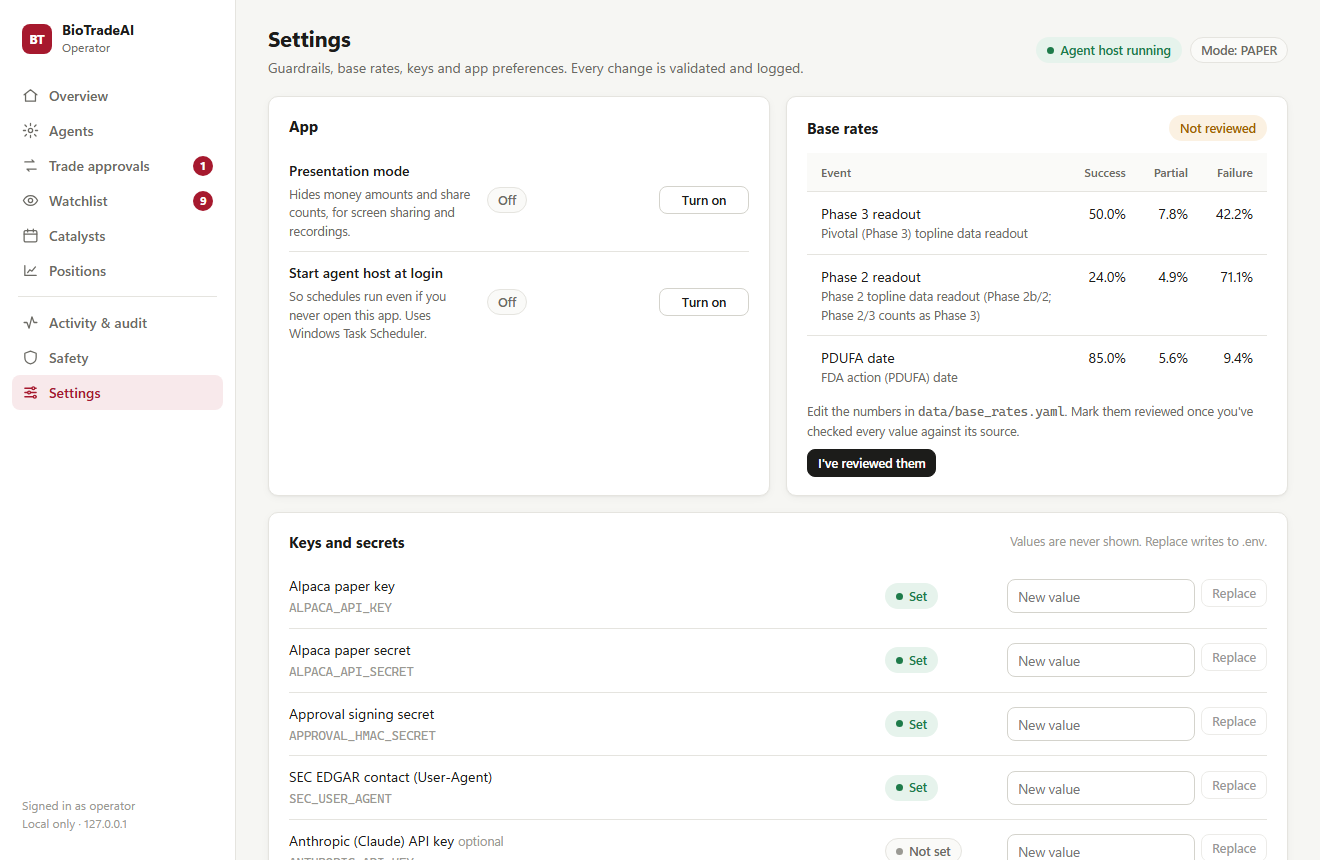 BT
BioTradeAI
Operator
Overview
Agents
Trade approvals 1
Watchlist 9
Catalysts
Positions
Activity & audit
Safety
Settings
Signed in as operator
Local only · 127.0.0.1
Settings
Guardrails, base rates, keys and app preferences. Every change is validated and logged.
Agent host running
Mode: PAPER
App
Presentation mode
Hides money amounts and share
counts, for screen sharing and
recordings.
Off
Turn on
Start agent host at login
So schedules run even if you
never open this app. Uses
Windows Task Scheduler.
Off
Turn on
Base rates
Not reviewed
Event Success Partial Failure
Phase 3 readout 50.0% 7.8% 42.2%
Pivotal (Phase 3) topline data readout
Phase 2 readout 24.0% 4.9% 71.1%
Phase 2 topline data readout (Phase 2b/2;
Phase 2/3 counts as Phase 3)
PDUFA date 85.0% 5.6% 9.4%
FDA action (PDUFA) date
Edit the numbers in data/base_rates.yaml. Mark them reviewed once you've
checked every value against its source.
I've reviewed them
Keys and secrets
Values are never shown. Replace writes to .env.
Alpaca paper key
ALPACA_API_KEY
Set
New value
Replace
Alpaca paper secret
ALPACA_API_SECRET
Set
New value
Replace
Approval signing secret
APPROVAL_HMAC_SECRET
Set
New value
Replace
SEC EDGAR contact (User-Agent)
SEC_USER_AGENT
Set
New value
Replace
Anthropic (Claude) API key optional
Not set
New value
Replace